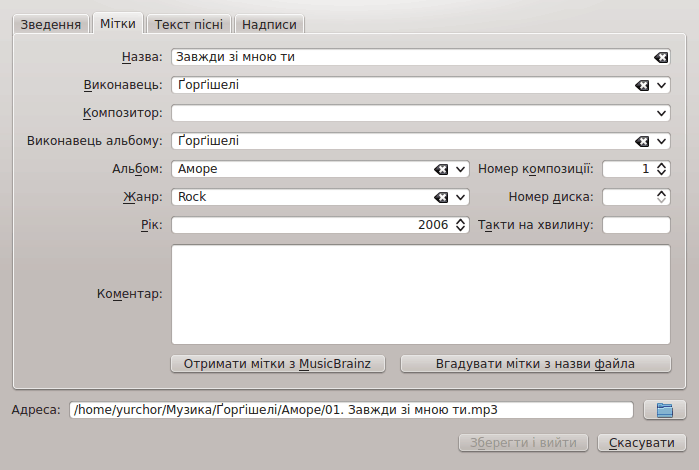 Зведення Мітки Текст пісні Надписи
Назва: Завжди зі мною ти
Виконавець: Ґорґішелі
Композитор:
Виконавець альбому: Ґорґішелі
Альбом: Аморе Номер композиції: 1
Жанр: Rock Номер диска:
Рік: 2006 Такти на хвилину:
Коментар:
Отримати мітки з MusicBrainz Вгадувати мітки з назви файла
Адреса: /home/yurchor/Музика/Ґорґішелі/Аморе/01. Завжди зі мною ти.mp3
Зберегти і вийти Скасувати